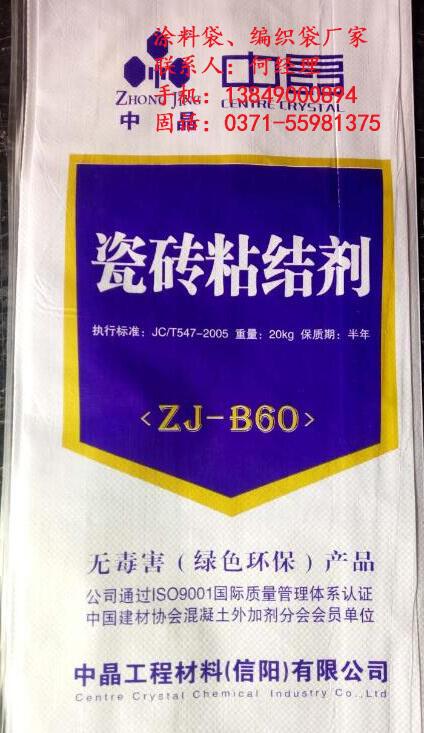 涂料袋、编织袋厂家
联系人：何经理
手机：13849000894
固话：0371-55981375
ZHONG JING
中晶
中晶
CENTRE CRYSTAL
瓷砖粘结剂
执行标准：JC/T547-2005 重量：20kg 保质期：半年
<ZJ-B60>
无毒害（绿色环保）产品
公司通过ISO9001国际质量管理体系认证
中国建材协会混凝土外加剂分会会员单位
中晶工程材料(信阳)有限公司
Centre Crystal Chemical Industry Co.,Ltd